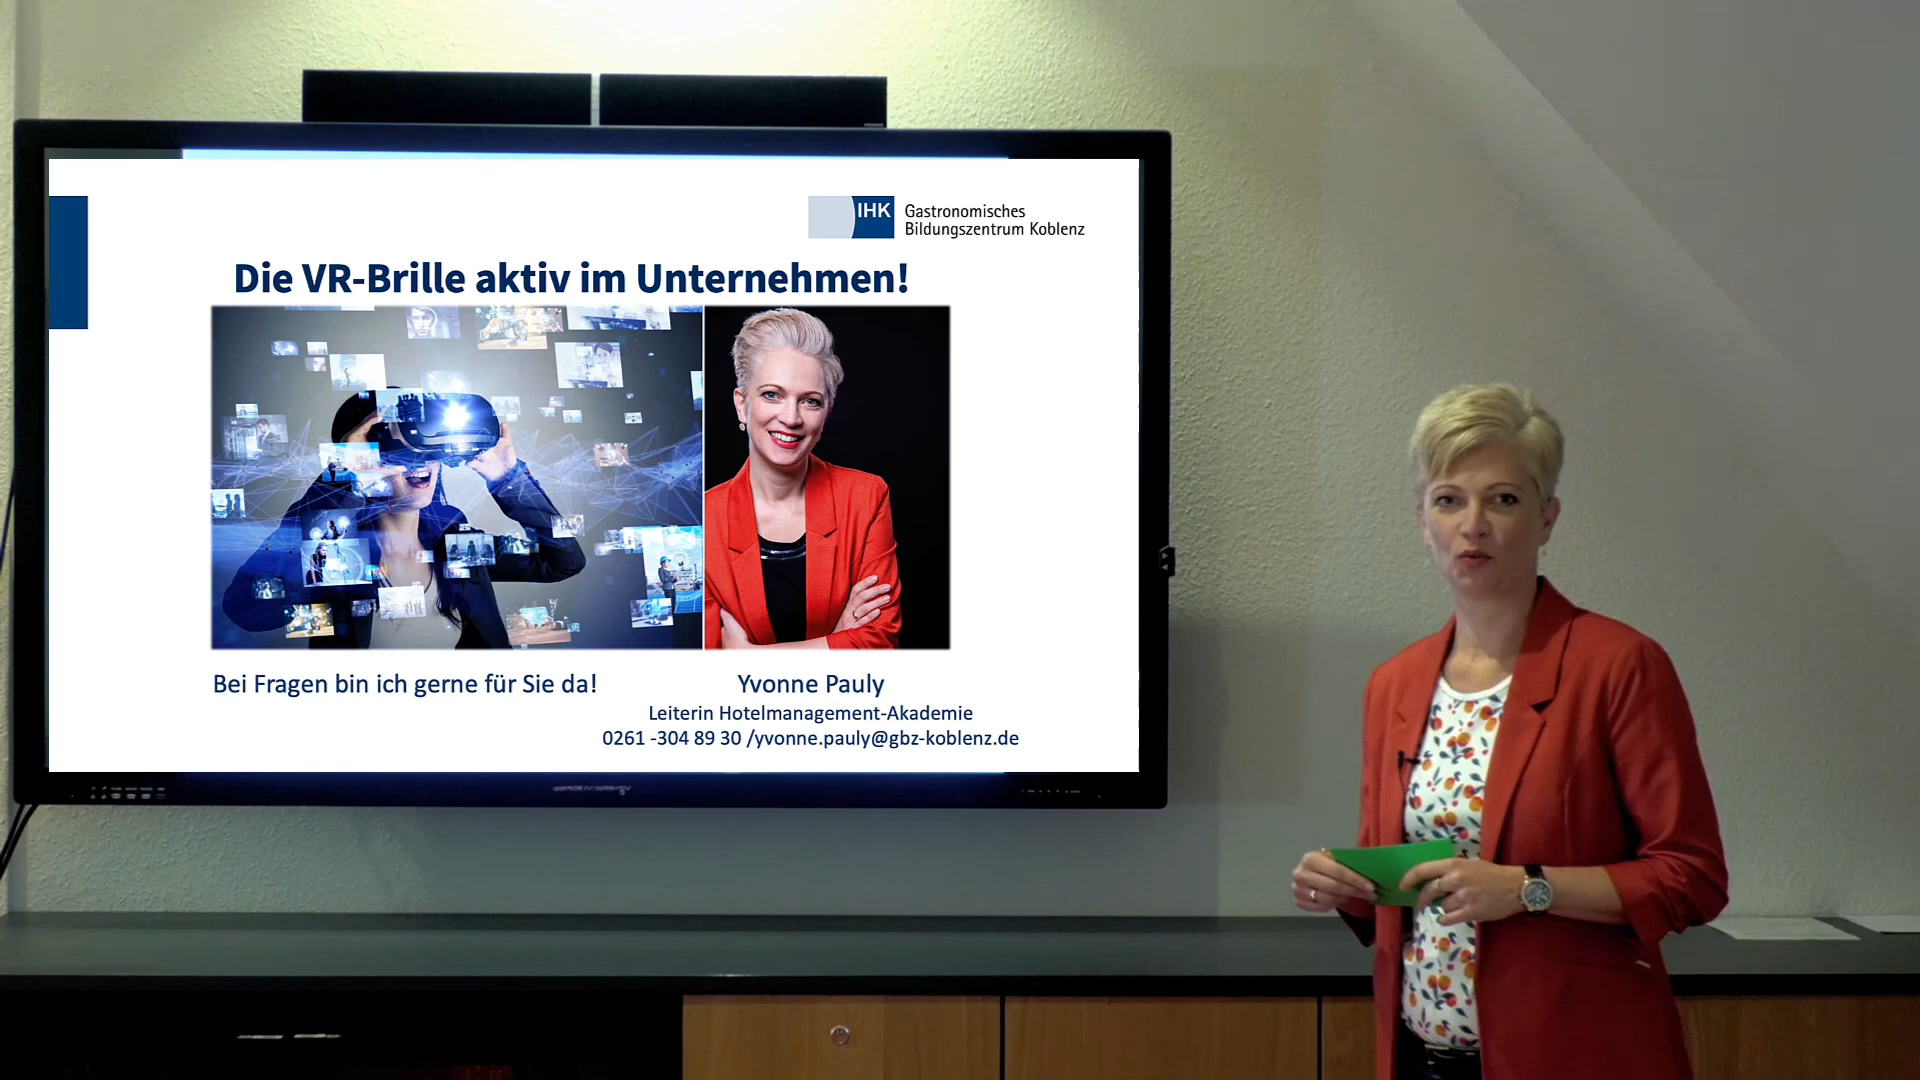 IHK
Gastronomisches
Bildungszentrum Koblenz
Die VR-Brille aktiv im Unternehmen!
Bei Fragen bin ich gerne für Sie da!
Yvonne Pauly
Leiterin Hotelmanagement-Akademie
0261 -304 89 30 /yvonne.pauly@gbz-koblenz.de